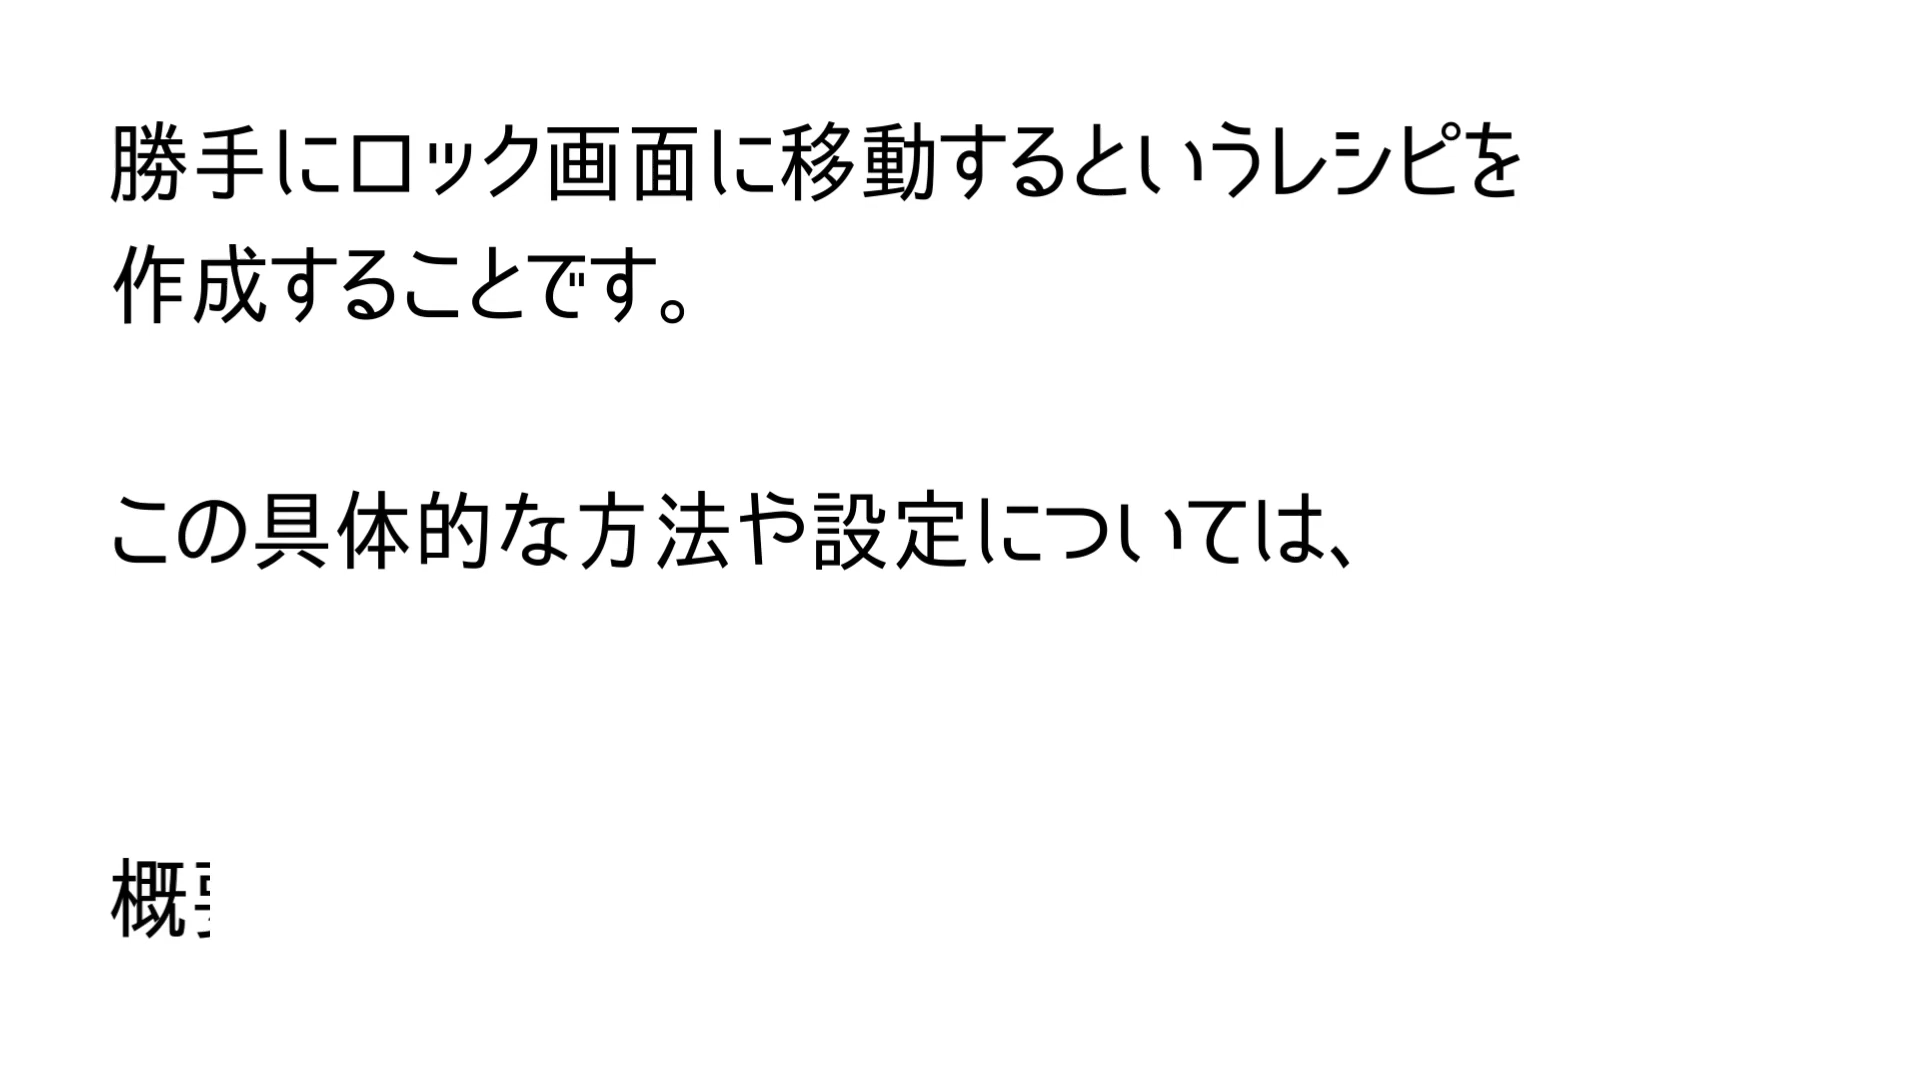 勝手にロック画面に移動するというレシピを
作成することです。
この具体的な方法や設定については、
概